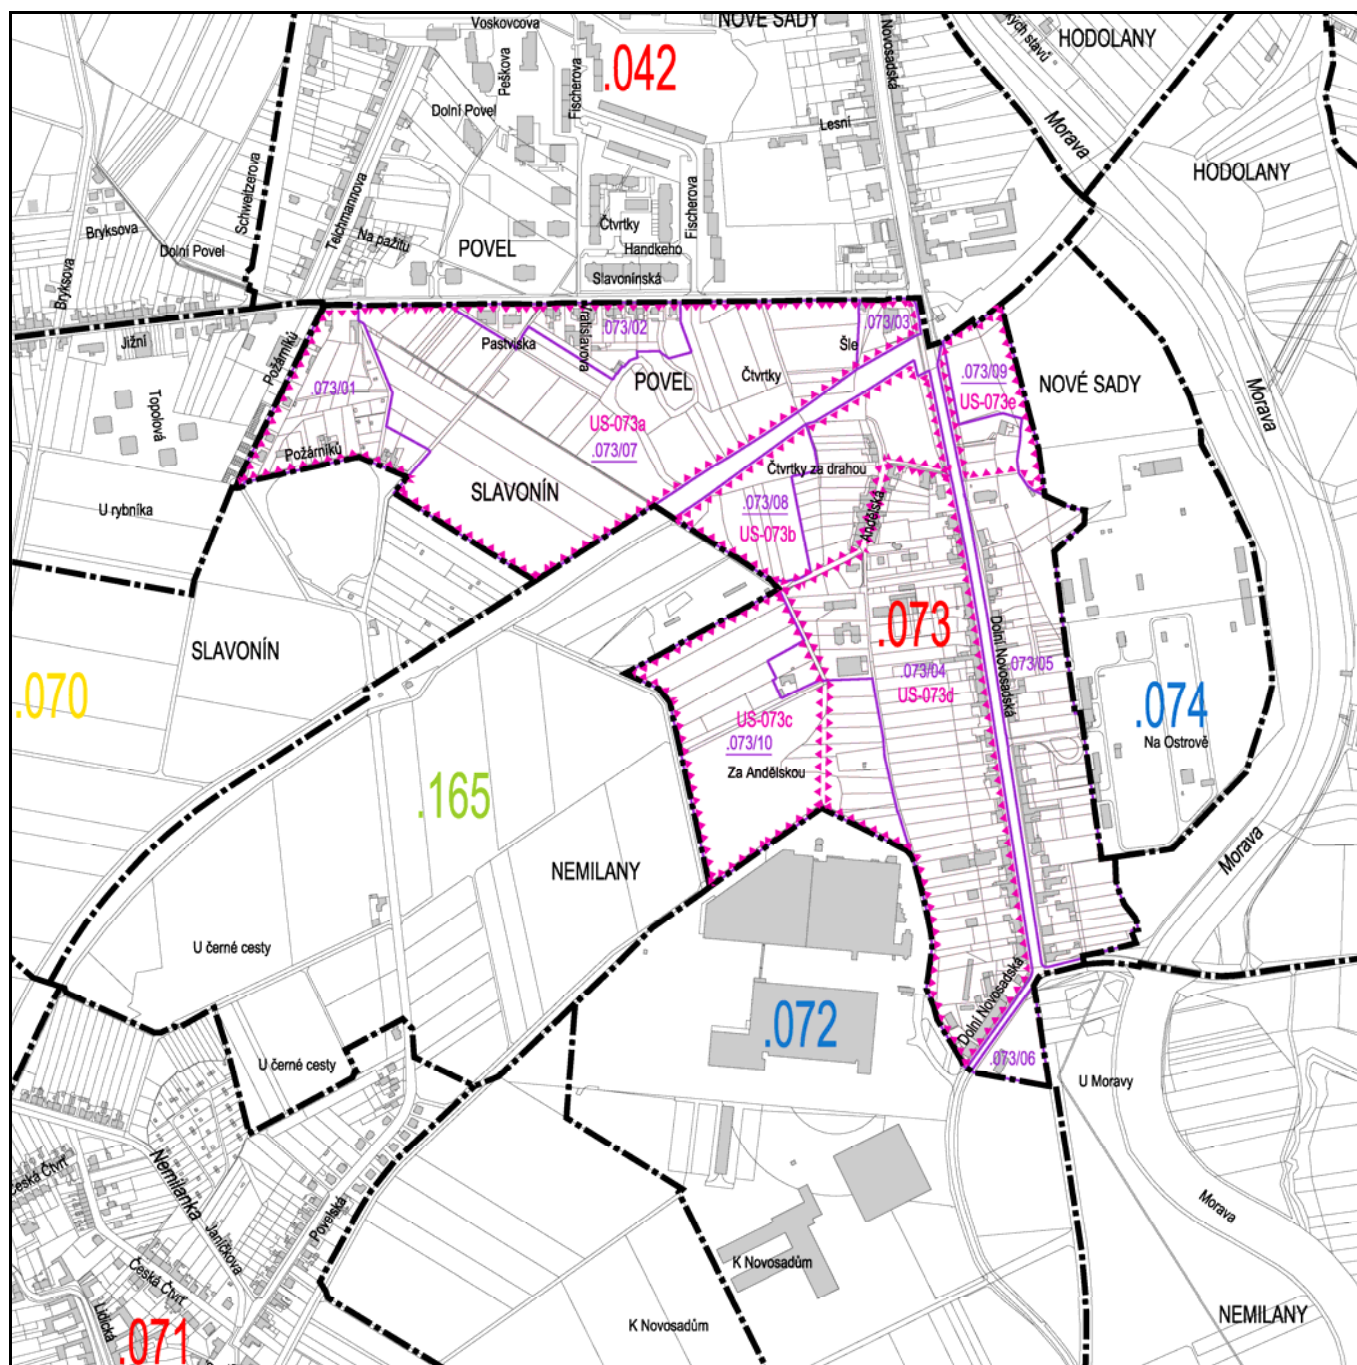 Voskovcova
NOVÉ SADY
HODOLANY
Peškova
Fischerova
.042
Novosadská
Dolní Povel
Lesní
Morava
HODOLANY
Schweitzerova
Teichmannova
Bryksova
Dolní Povel
Na pažitu
POVEL
Čtvrtky
Fischerova
Handkeho
Slavonínská
Bryksova
Jižní
Požárníků
.073/02
.073/03
Pastviska
Šle
POVEL
Čtvrtky
.073/01
.073/09
US-073e
NOVÉ SADY
Morava
Topolová
US-073a
.073/07
Požárníků
Čtvrtky za drahou
SLAVONÍN
U rybníka
.073/08
US-073b
Andělská
SLAVONÍN
.073
Dolní Novosadská
.073/05
.073/04
US-073d
.070
.074
Na Ostrově
US-073c
.073/10
Za Andělskou
.165
NEMILANY
Morava
U černé cesty
Dolní Novosadská
.072
U černé cesty
.073/06
U Moravy
Česká Čtvrť
Nemilanka
Janíčkova
Povelská
Morava
Česká Čtvrť
K Novosadům
Lidická
.071
K Novosadům
NEMILANY